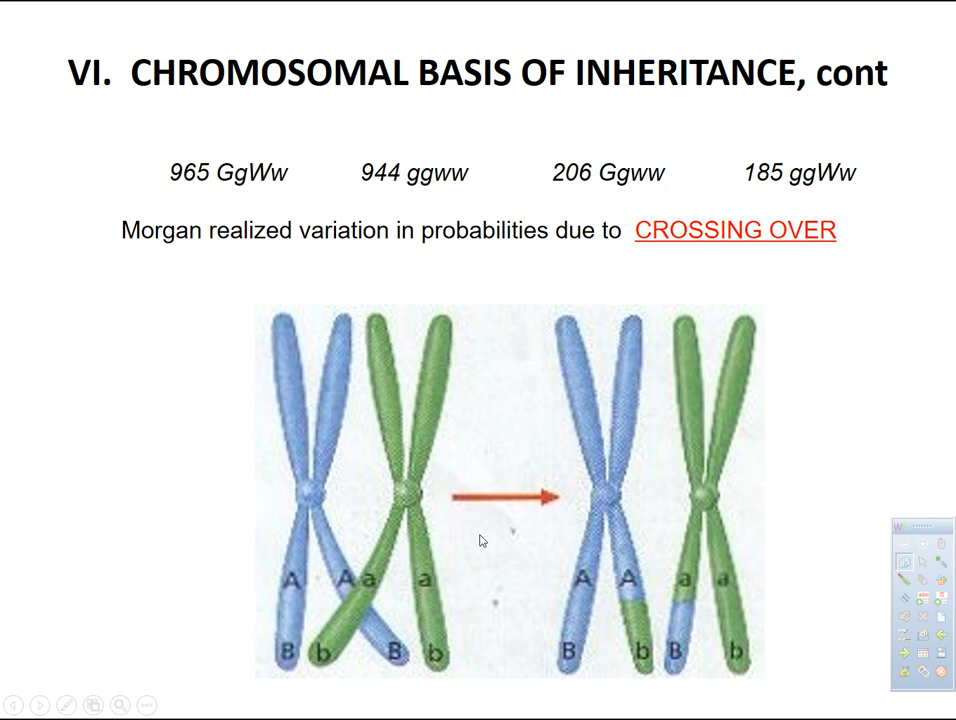 VI. CHROMOSOMAL BASIS OF INHERITANCE, cont
965 GgWw 944 ggww 206 Ggww 185 ggWw
Morgan realized variation in probabilities due to CROSSING OVER
A A a a A A a a
B b B b B b B b